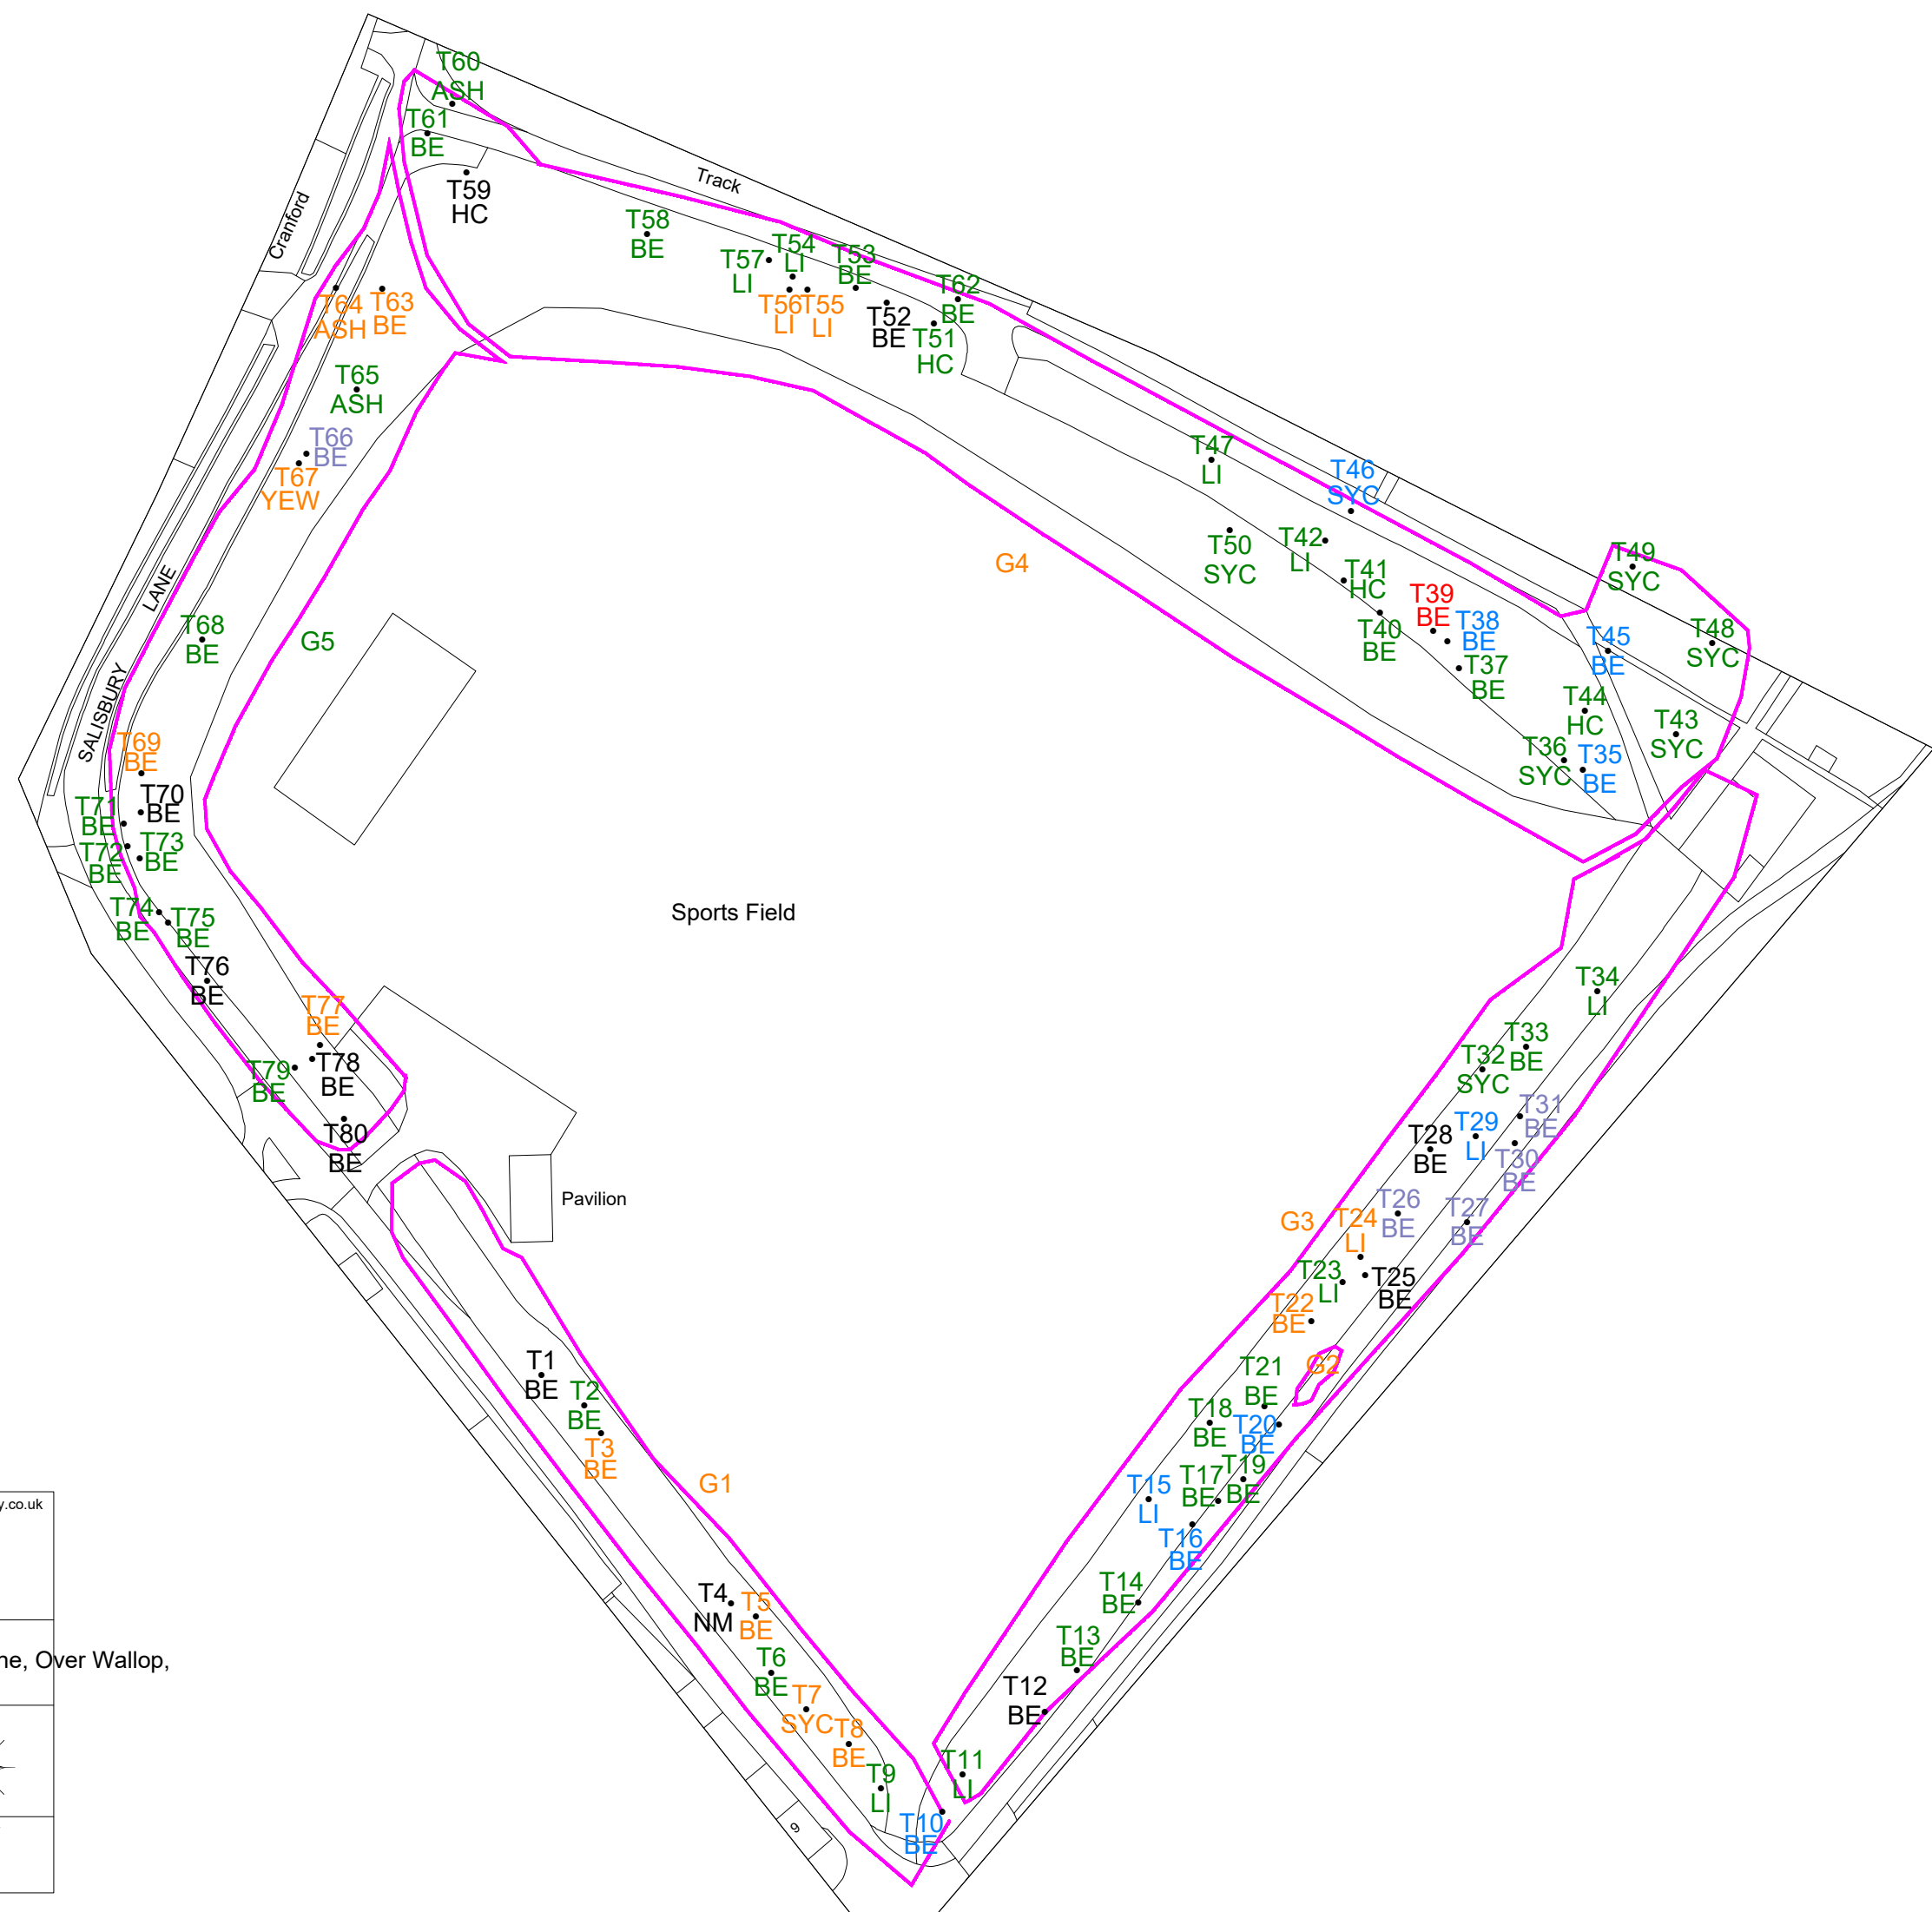 T60
ASH
T61
BE
T59
HC
Track
T58
BE
T57
LI
T54
LI
T53
BE
T56
LI
T55
LI
T52
BE
T62
BE
T51
HC
Cranford
T64
ASH
T63
BE
T65
ASH
T66
BE
T67
YEW
T47
LI
T46
SYC
T50
SYC
T42
LI
T41
HC
T40
BE
T39
BE
T38
BE
T37
BE
T49
SYC
T48
SYC
T45
BE
T44
HC
T43
SYC
T36
SYC
T35
BE
G4
G5
SALISBURY LANE
T68
BE
T69
BE
T70
BE
T71
BE
T72
BE
T73
BE
T74
BE
T75
BE
T76
BE
T77
BE
T78
BE
T79
BE
T80
BE
Sports Field
Pavilion
T34
LI
T33
BE
T32
SYC
T31
BE
T30
BE
T29
LI
T28
BE
T27
BE
T26
BE
G3
T24
LI
T25
BE
T23
LI
T22
BE
G2
T21
BE
T20
BE
T18
BE
T19
BE
T17
BE
T15
LI
T16
BE
T14
BE
T13
BE
T12
BE
T11
LI
T1
BE
T2
BE
T3
BE
G1
T4
NM
T5
BE
T6
BE
T7
SYC
T8
BE
T9
LI
T10
BE
9
y.co.uk
ne, Over Wallop,